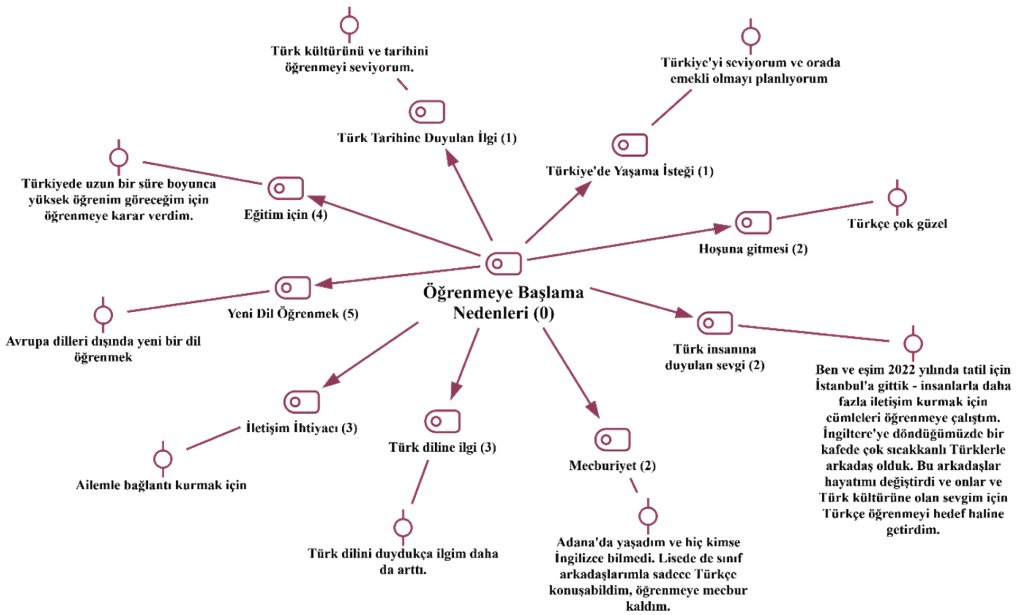 Türk kültürünü ve tarihini
öğrenmeyi seviyorum.
Türkiye'yi seviyorum ve orada
emekli olmayı planlıyorum
Türk Tarihine Duyulan İlgi (1)
Türkiye'de Yaşama İsteği (1)
Türkiyede uzun bir süre boyunca
yüksek öğrenim göreceğim için
öğrenmeye karar verdim.
Eğitim için (4)
Hoşuna gitmesi (2)
Türkçe çok güzel
Öğrenmeye Başlama
Nedenleri (0)
Yeni Dil Öğrenmek (5)
Avrupa dilleri dışında yeni bir dil
öğrenmek
Türk insanına
duyulan sevgi (2)
Ben ve eşim 2022 yılında tatil için
İstanbul'a gittik - insanlarla daha
fazla iletişim kurmak için
cümleleri öğrenmeye çalıştım.
İngiltere'ye döndüğümüzde bir
kafede çok sıcakkanlı Türklerle
arkadaş olduk. Bu arkadaşlar
hayatımı değiştirdi ve onlar ve
Türk kültürüne olan sevgim için
Türkçe öğrenmeyi hedef haline
getirdim.
İletişim İhtiyacı (3)
Ailemle bağlantı kurmak için
Türk diline ilgi (3)
Türk dilini duydukça ilgim daha
da arttı.
Mecburiyet (2)
Adana'da yaşadım ve hiç kimse
İngilizce bilmedi. Lisede de sınıf
arkadaşlarımla sadece Türkçe
konuşabildim, öğrenmeye mecbur
kaldım.